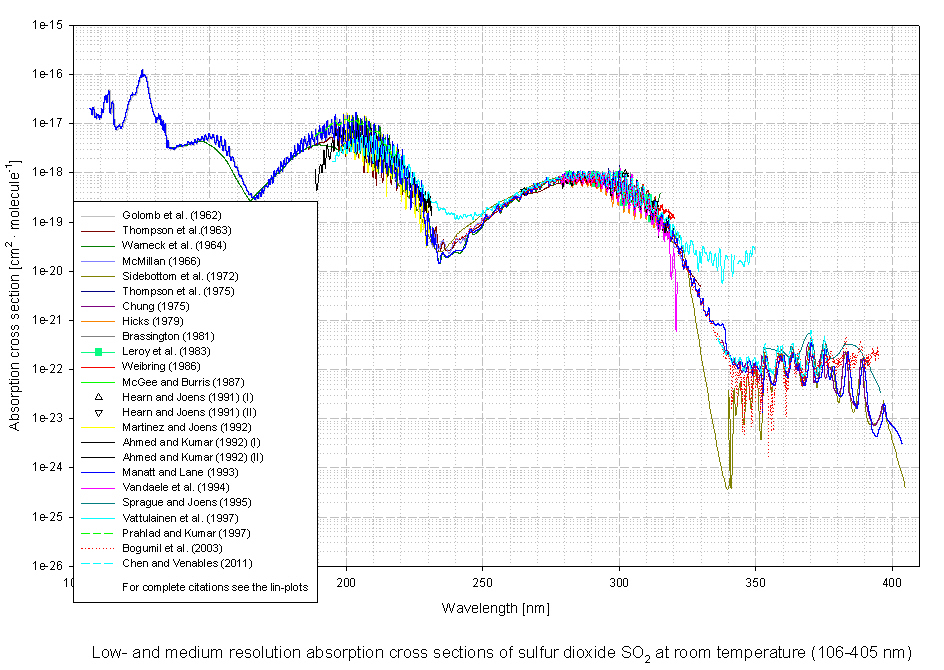 1e-15
1e-16
1e-17
1e-18
1e-19
1e-20
1e-21
1e-22
1e-23
1e-24
1e-25
1e-26
Absorption cross section [cm² · molecule⁻¹]
Golomb et al. (1962)
Thompson et al.(1963)
Warneck et al. (1964)
McMillan (1966)
Sidebottom et al. (1972)
Thompson et al. (1975)
Chung (1975)
Hicks (1979)
Brassington (1981)
Leroy et al. (1983)
Weibring (1986)
McGee and Burris (1987)
Hearn and Joens (1991) (I)
Hearn and Joens (1991) (II)
Martinez and Joens (1992)
Ahmed and Kumar (1992) (I)
Ahmed and Kumar (1992) (II)
Manatt and Lane (1993)
Vandaele et al. (1994)
Sprague and Joens (1995)
Vattulainen et al. (1997)
Prahlad and Kumar (1997)
Bogumil et al. (2003)
Chen and Venables (2011)
For complete citations see the lin-plots
200 250 300 350 400
Wavelength [nm]
Low- and medium resolution absorption cross sections of sulfur dioxide SO₂ at room temperature (106-405 nm)